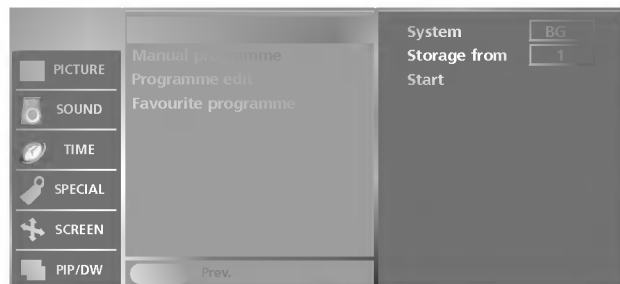 PICTURE
SOUND
TIME
SPECIAL
SCREEN
PIP/DW
Manual programme
Programme edit
Favourite programme
Prev.
System BG
Storage from 1
Start